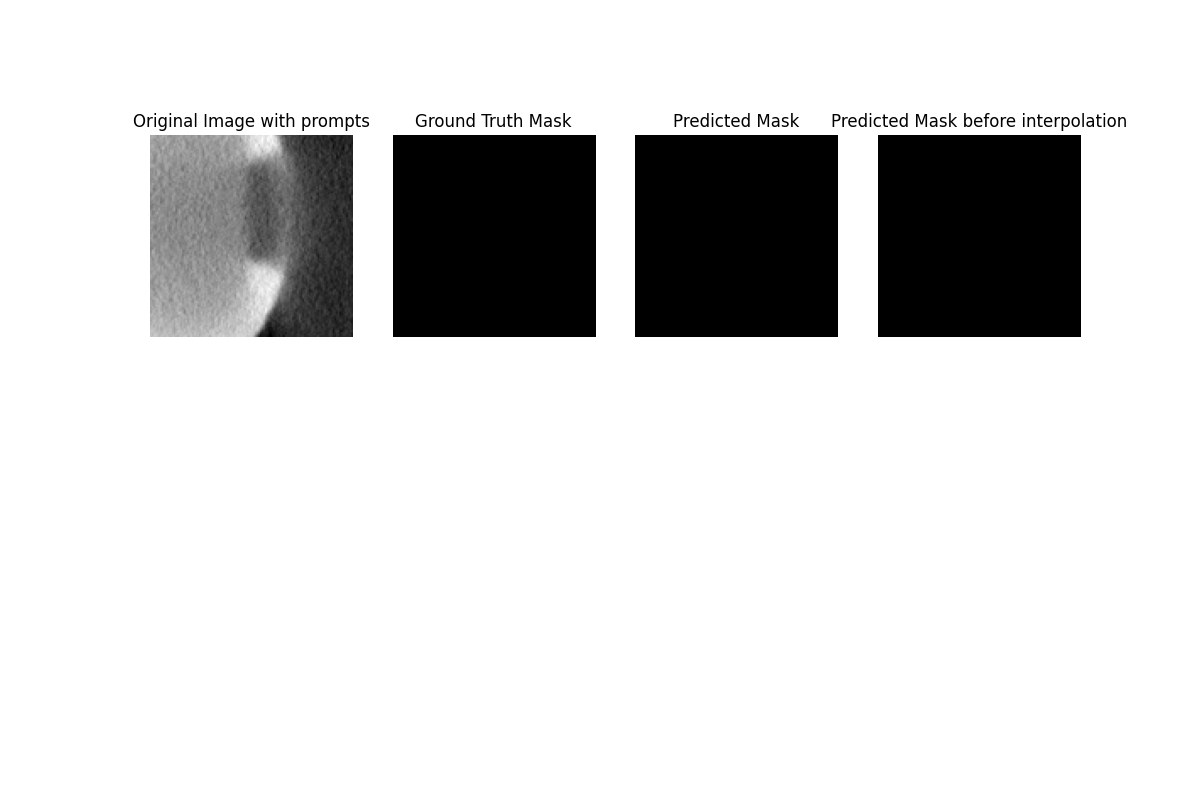 Original Image with prompts
Ground Truth Mask
Predicted Mask
Predicted Mask before interpolation